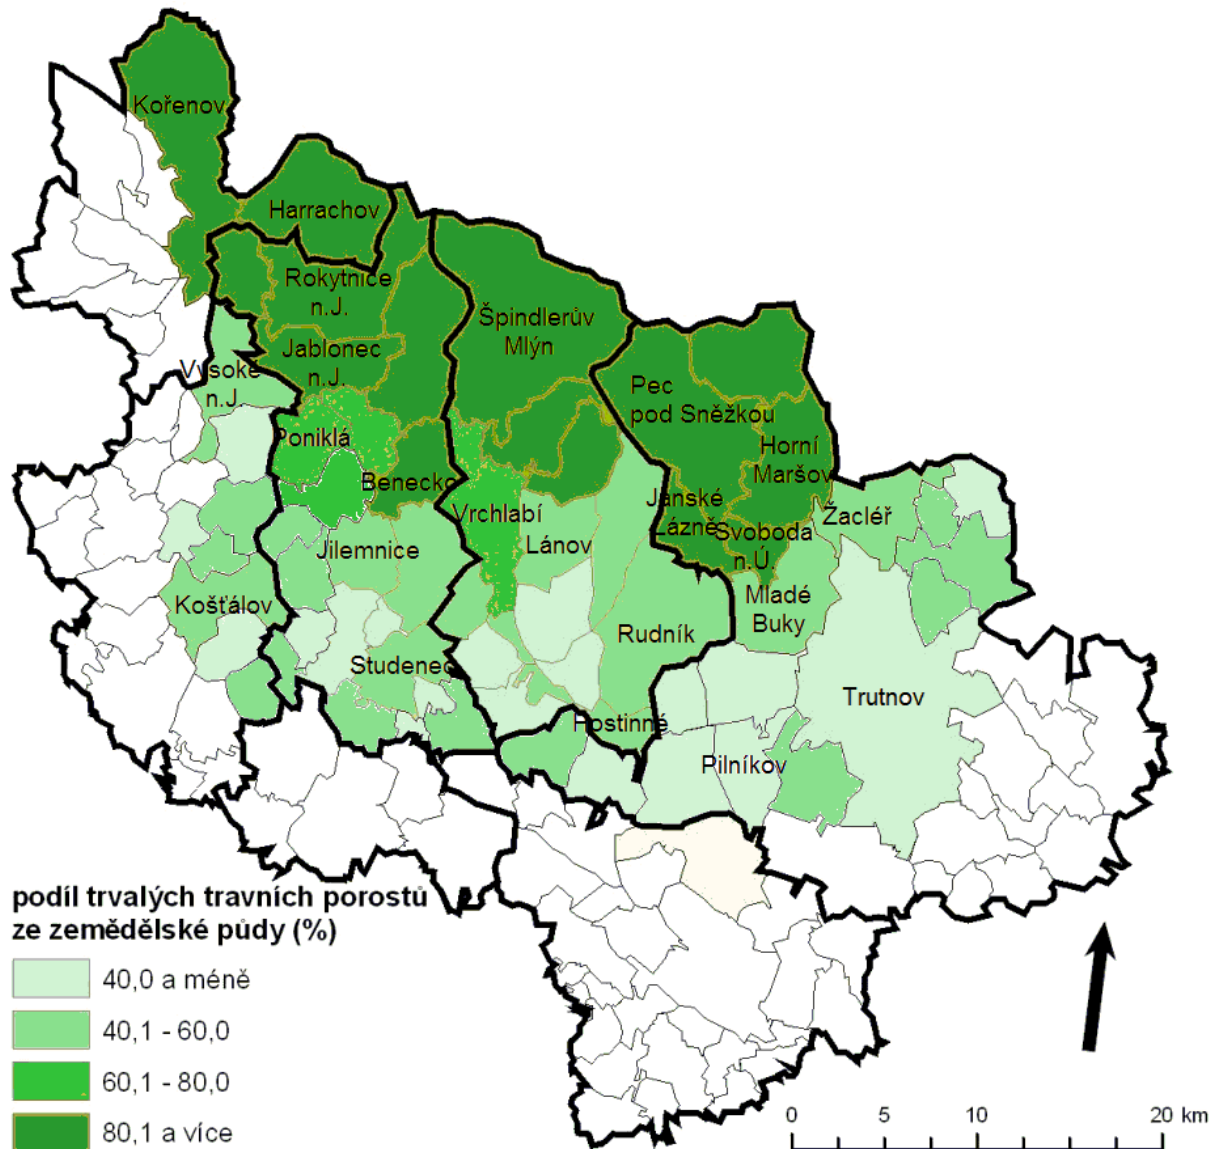 Kořenov
Harrachov
Rokytnice
n.J.
Špindlerův
Mlýn
Jablonec
n.J.
Vysoké
n.J.
Pec
pod Sněžkou
Poniklá
Horní
Maršov
Benecko
Janské
Lázně
Vrchlabí
Svoboda
n.Ú.
Žacléř
Lánov
Jilemnice
Mladé
Buky
Košťálov
Rudník
Studenec
Trutnov
Hostinné
Pilníkov
podíl trvalých travních porostů
ze zemědělské půdy (%)
40,0 a méně
40,1 - 60,0
60,1 - 80,0
80,1 a více
0 5 10 20 km